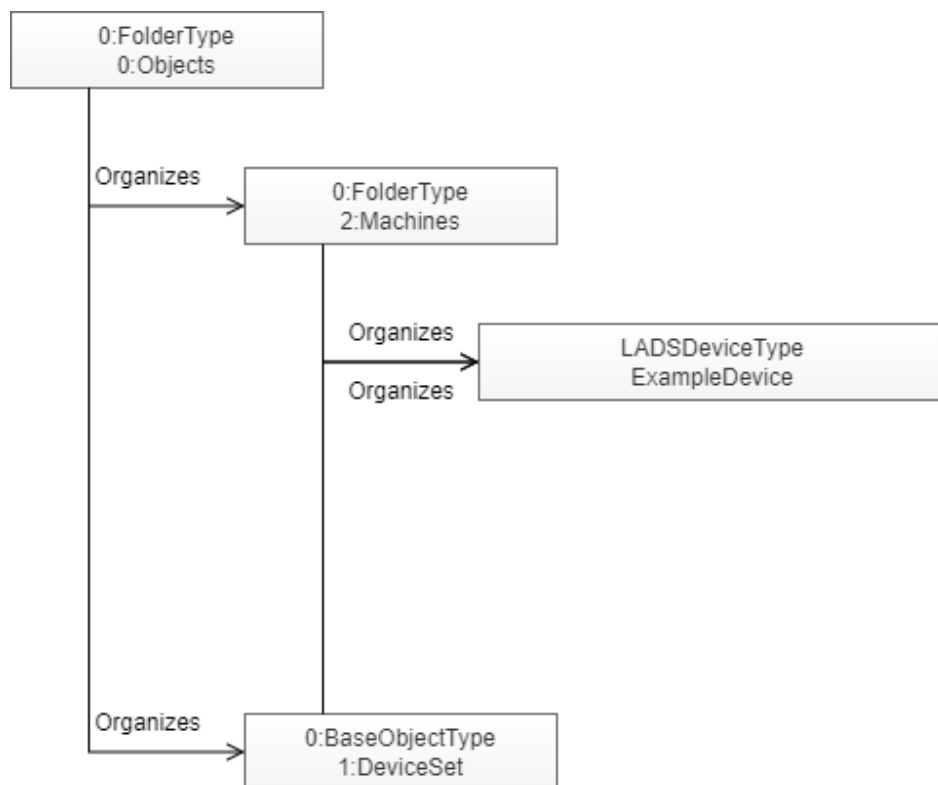 0:FolderType
0:Objects
Organizes
0:FolderType
2:Machines
Organizes
LADSDeviceType
ExampleDevice
Organizes
Organizes
0:BaseObjectType
1:DeviceSet